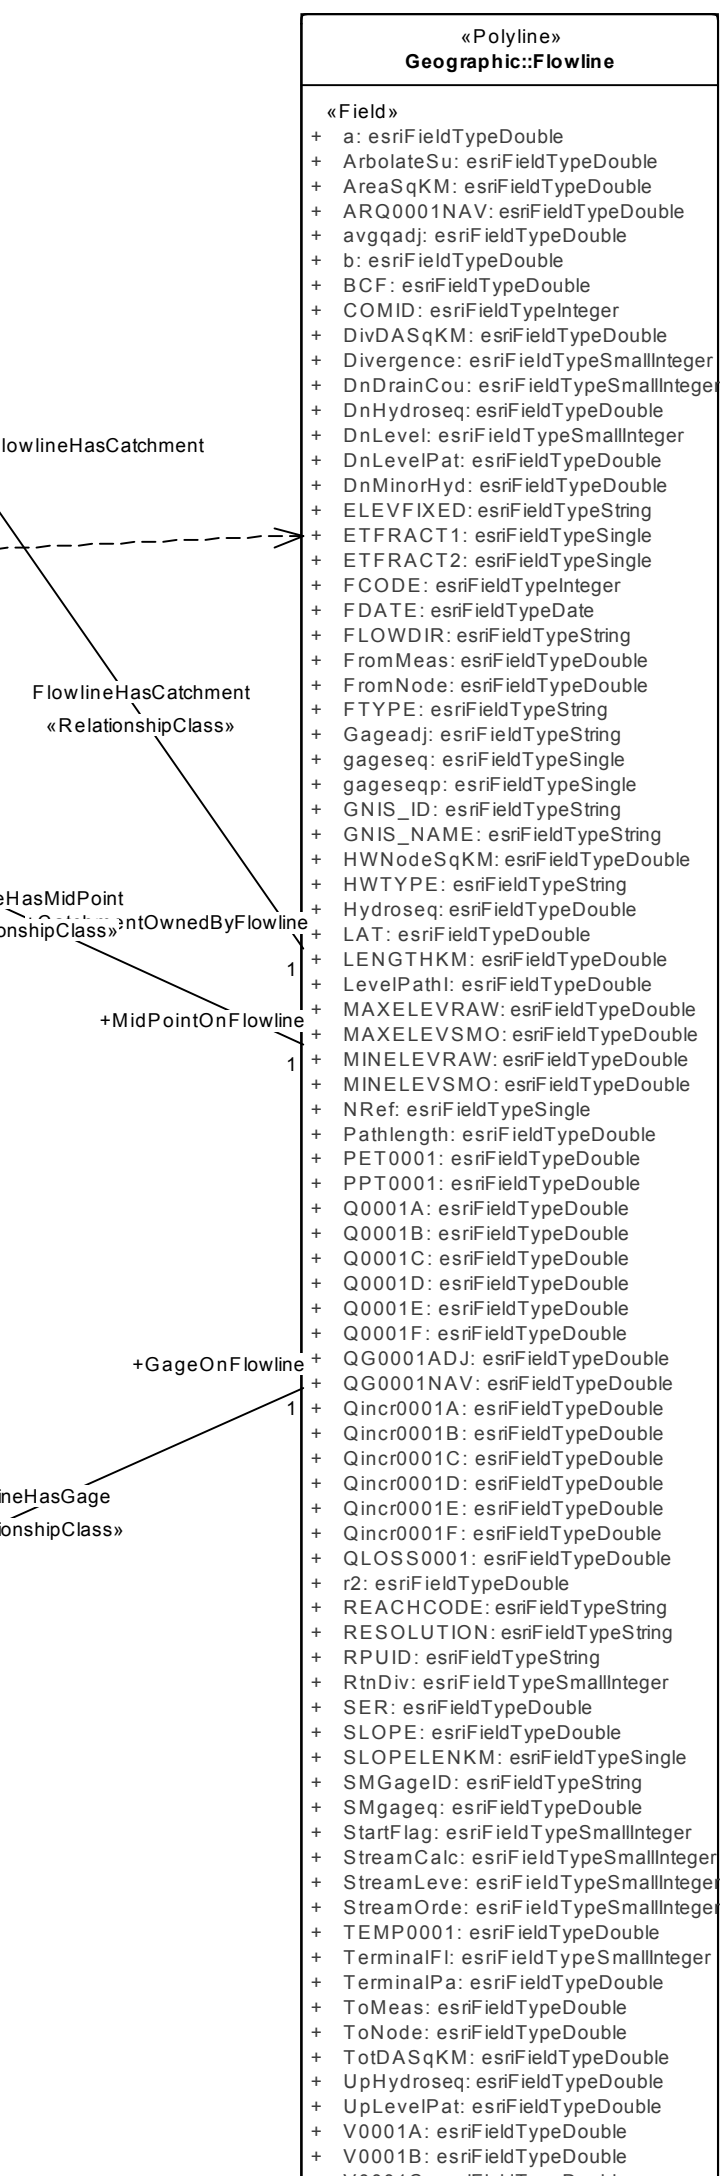 «Polyline»
Geographic::Flowline
«Field»
+ a: esriFieldTypeDouble
+ ArbolateSu: esriFieldTypeDouble
+ AreaSqKM: esriFieldTypeDouble
+ ARQ0001NAV: esriFieldTypeDouble
+ avgqadj: esriFieldTypeDouble
+ b: esriFieldTypeDouble
+ BCF: esriFieldTypeDouble
+ COMID: esriFieldTypeInteger
+ DivDASqKM: esriFieldTypeDouble
+ Divergence: esriFieldTypeSmallInteger
+ DnDrainCou: esriFieldTypeSmallInteger
+ DnHydroseq: esriFieldTypeDouble
+ DnLevel: esriFieldTypeSmallInteger
+ DnLevelPat: esriFieldTypeDouble
+ DnMinorHyd: esriFieldTypeDouble
+ ELEVFIXED: esriFieldTypeString
+ ETFRACT1: esriFieldTypeSingle
+ ETFRACT2: esriFieldTypeSingle
+ FCODE: esriFieldTypeInteger
+ FDATE: esriFieldTypeDate
+ FLOWDIR: esriFieldTypeString
+ FromMeas: esriFieldTypeDouble
+ FromNode: esriFieldTypeDouble
+ FTYPE: esriFieldTypeString
+ Gageadj: esriFieldTypeString
+ gageseq: esriFieldTypeSingle
+ gageseqp: esriFieldTypeSingle
+ GNIS_ID: esriFieldTypeString
+ GNIS_NAME: esriFieldTypeString
+ HWNodeSqKM: esriFieldTypeDouble
+ HWTYPE: esriFieldTypeString
+ Hydroseq: esriFieldTypeDouble
+ LAT: esriFieldTypeDouble
+ LENGTHKM: esriFieldTypeDouble
+ LevelPathI: esriFieldTypeDouble
+ MAXELEVRAW: esriFieldTypeDouble
+ MAXELEVSMO: esriFieldTypeDouble
+ MINELEVRAW: esriFieldTypeDouble
+ MINELEVSMO: esriFieldTypeDouble
+ NRef: esriFieldTypeSingle
+ Pathlength: esriFieldTypeDouble
+ PET0001: esriFieldTypeDouble
+ PPT0001: esriFieldTypeDouble
+ Q0001A: esriFieldTypeDouble
+ Q0001B: esriFieldTypeDouble
+ Q0001C: esriFieldTypeDouble
+ Q0001D: esriFieldTypeDouble
+ Q0001E: esriFieldTypeDouble
+ Q0001F: esriFieldTypeDouble
+ QG0001ADJ: esriFieldTypeDouble
+ QG0001NAV: esriFieldTypeDouble
+ Qincr0001A: esriFieldTypeDouble
+ Qincr0001B: esriFieldTypeDouble
+ Qincr0001C: esriFieldTypeDouble
+ Qincr0001D: esriFieldTypeDouble
+ Qincr0001E: esriFieldTypeDouble
+ Qincr0001F: esriFieldTypeDouble
+ QLOSS0001: esriFieldTypeDouble
+ r2: esriFieldTypeDouble
+ REACHCODE: esriFieldTypeString
+ RESOLUTION: esriFieldTypeString
+ RPUID: esriFieldTypeString
+ RtnDiv: esriFieldTypeSmallInteger
+ SER: esriFieldTypeDouble
+ SLOPE: esriFieldTypeDouble
+ SLOPELENKM: esriFieldTypeSingle
+ SMGageID: esriFieldTypeString
+ SMgageq: esriFieldTypeDouble
+ StartFlag: esriFieldTypeSmallInteger
+ StreamCalc: esriFieldTypeSmallInteger
+ StreamLeve: esriFieldTypeSmallInteger
+ StreamOrde: esriFieldTypeSmallInteger
+ TEMP0001: esriFieldTypeDouble
+ TerminalFl: esriFieldTypeSmallInteger
+ TerminalPa: esriFieldTypeDouble
+ ToMeas: esriFieldTypeDouble
+ ToNode: esriFieldTypeDouble
+ TotDASqKM: esriFieldTypeDouble
+ UpHydroseq: esriFieldTypeDouble
+ UpLevelPat: esriFieldTypeDouble
+ V0001A: esriFieldTypeDouble
+ V0001B: esriFieldTypeDouble
lowlineHasCatchment
FlowlineHasCatchment
«RelationshipClass»
eHasMidPoint
onshipClass»
entOwnedByFlowline
1
+MidPointOnFlowline
1
+GageOnFlowline
1
ineHasGage
ionshipClass»